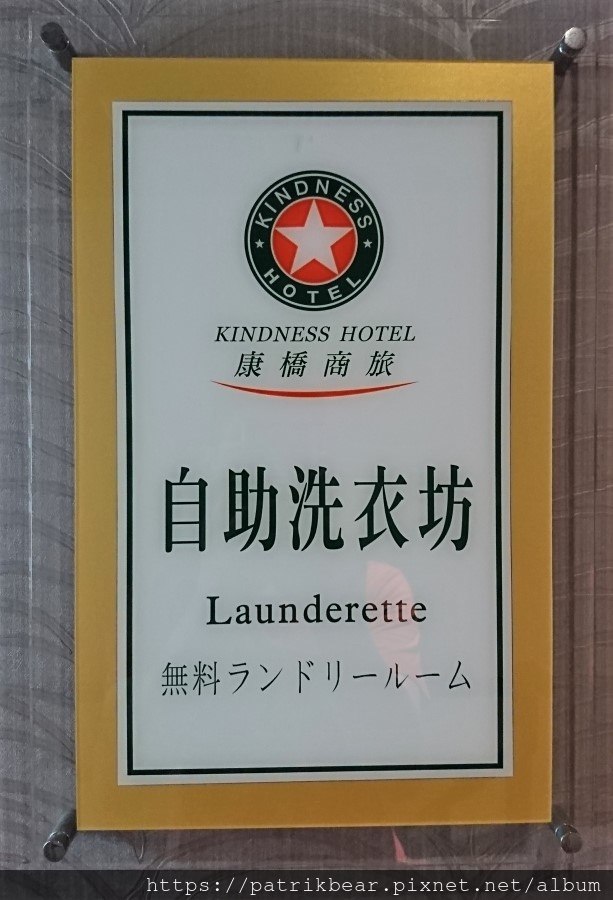 KINDNESS
HOTEL
KINDNESS HOTEL
康橋商旅
自助洗衣坊
Launderette
無料ランドリールーム
https://patrikbear.pixnet.net/album